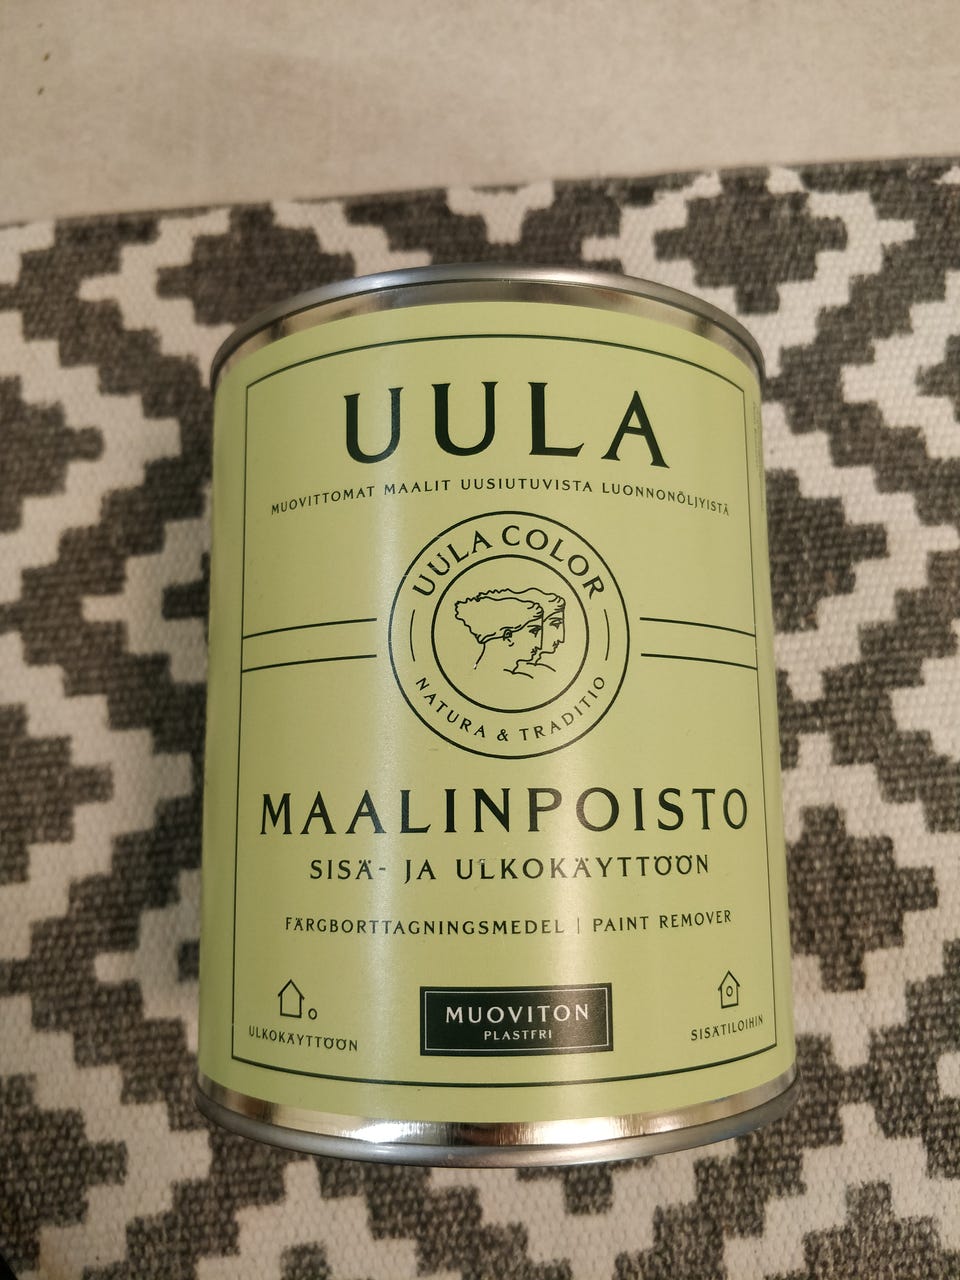 UULA
MUOVITTOMAT MAALIT UUSIUTUVISTA LUONNONÖLJYISTÄ
UULA COLOR
NATURA & TRADITIO
MAALINPOISTO
SISÄ- JA ULKOKÄYTTÖÖN
FÄRGBORTTAGNINGSMEDEL | PAINT REMOVER
ULKOKÄYTTÖÖN
MUOVITON
PLASTFRI
SISÄTILOIHIN